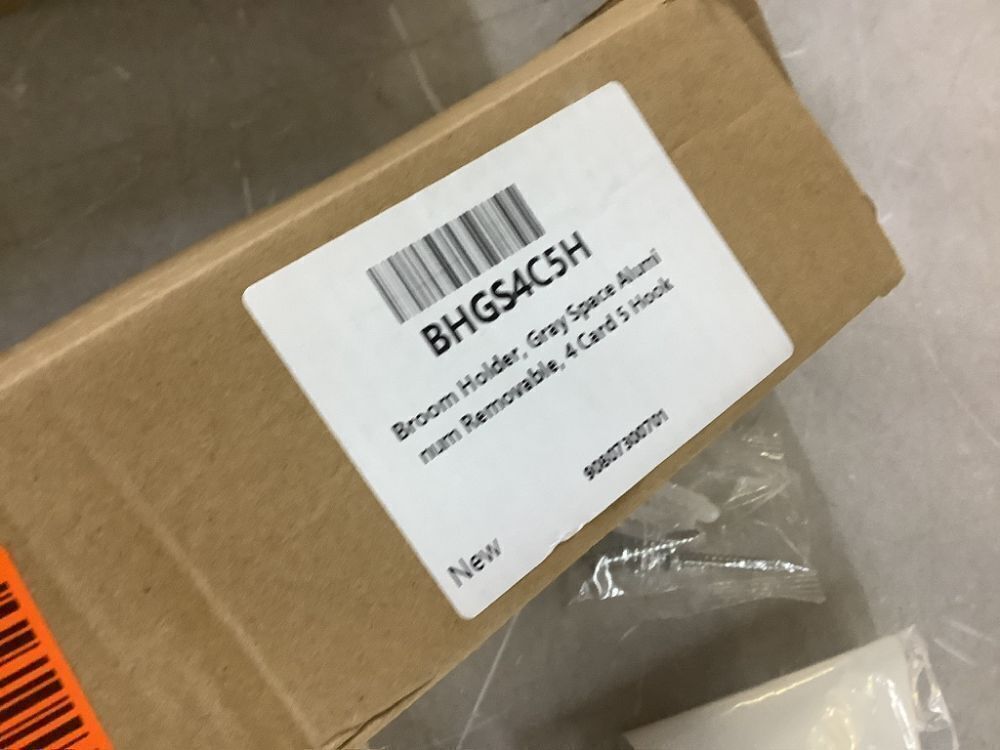 BHGS4C5H
Broom Holder, Gray Space Alumi
num Removable, 4 Card 5 Hook
90807300701
New